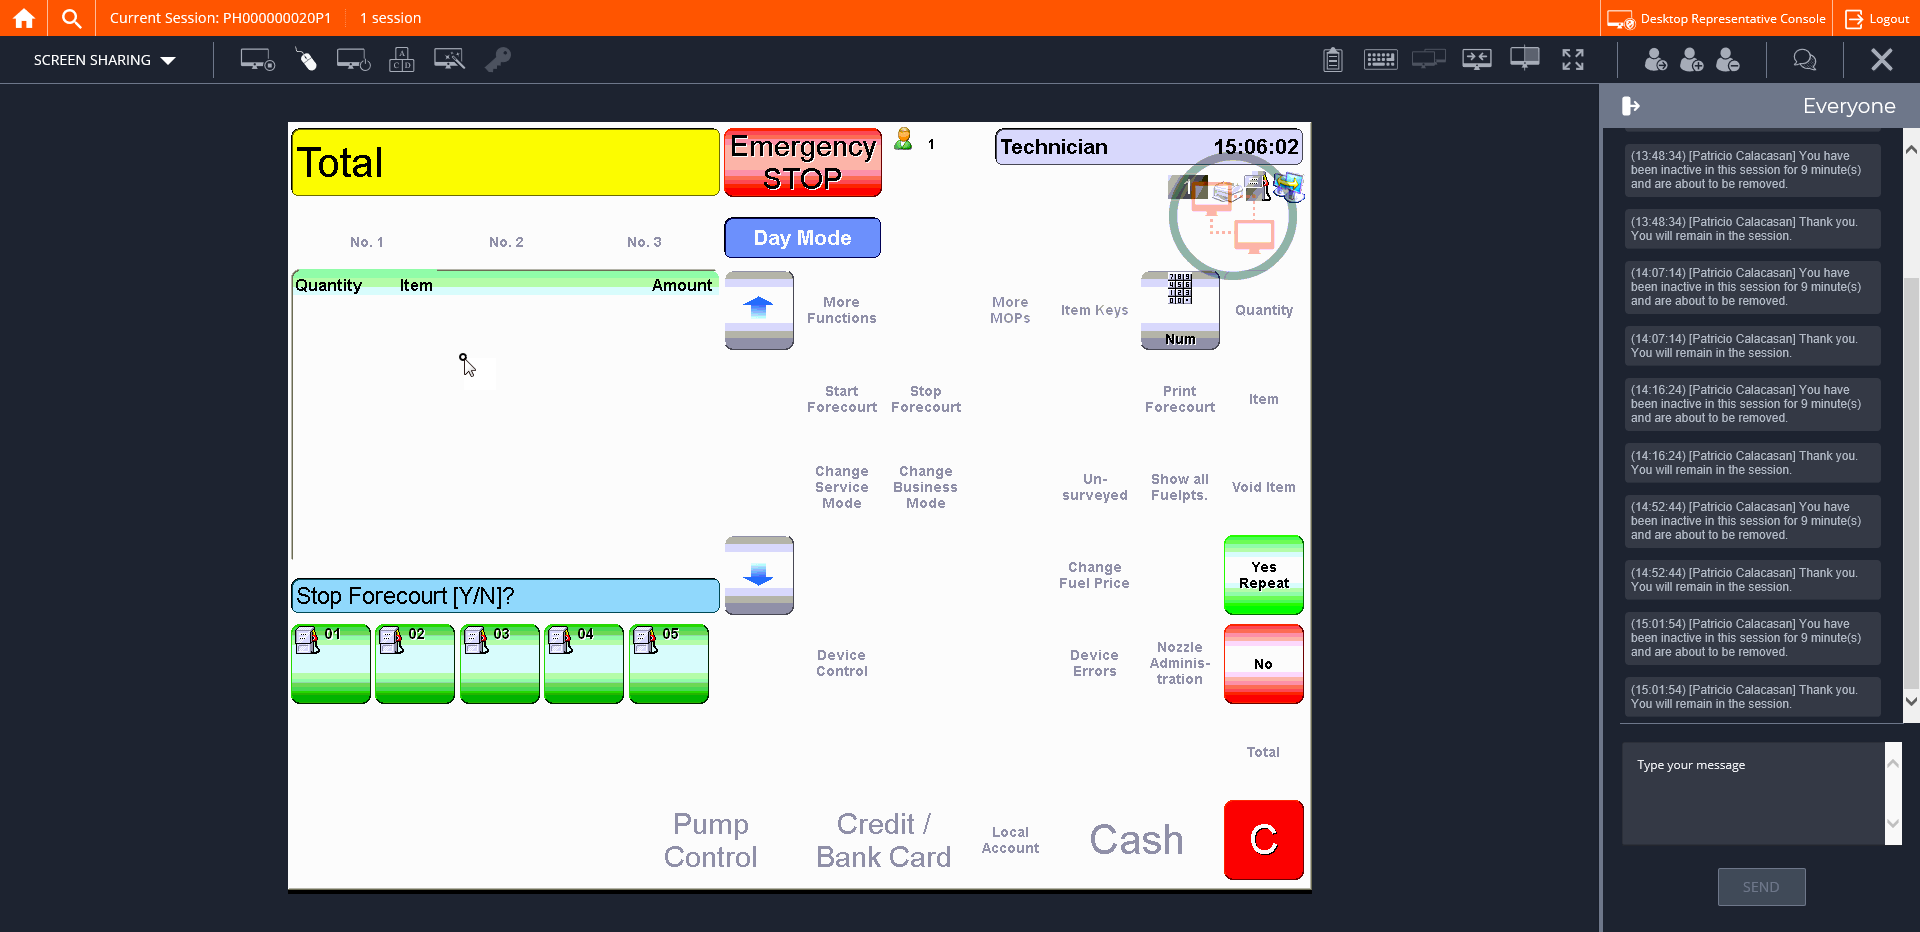 Current Session: PH000000020P1
1 session
Desktop Representative Console
Logout
SCREEN SHARING
A
C D
Everyone
Total
Emergency
STOP
1
Technician 15:06:02
1
No. 1
No. 2
No. 3
Day Mode
Quantity Item Amount
More
Functions
More
MOPs
Item Keys
7 8 9
4 5 6
1 2 3
0 0 •
Num
Quantity
Start
Forecourt
Stop
Forecourt
Print
Forecourt
Item
Change
Service
Mode
Change
Business
Mode
Un-
surveyed
Show all
Fuelpts.
Void Item
Change
Fuel Price
Yes
Repeat
Stop Forecourt [Y/N]?
01
02
03
04
05
Device
Control
Device
Errors
Nozzle
Adminis-
tration
No
Total
Pump
Control
Credit /
Bank Card
Local
Account
Cash
C
(13:48:34) [Patricio Calacasan] You have
been inactive in this session for 9 minute(s)
and are about to be removed.
(13:48:34) [Patricio Calacasan] Thank you.
You will remain in the session.
(14:07:14) [Patricio Calacasan] You have
been inactive in this session for 9 minute(s)
and are about to be removed.
(14:07:14) [Patricio Calacasan] Thank you.
You will remain in the session.
(14:16:24) [Patricio Calacasan] You have
been inactive in this session for 9 minute(s)
and are about to be removed.
(14:16:24) [Patricio Calacasan] Thank you.
You will remain in the session.
(14:52:44) [Patricio Calacasan] You have
been inactive in this session for 9 minute(s)
and are about to be removed.
(14:52:44) [Patricio Calacasan] Thank you.
You will remain in the session.
(15:01:54) [Patricio Calacasan] You have
been inactive in this session for 9 minute(s)
and are about to be removed.
(15:01:54) [Patricio Calacasan] Thank you.
You will remain in the session.
Type your message
SEND